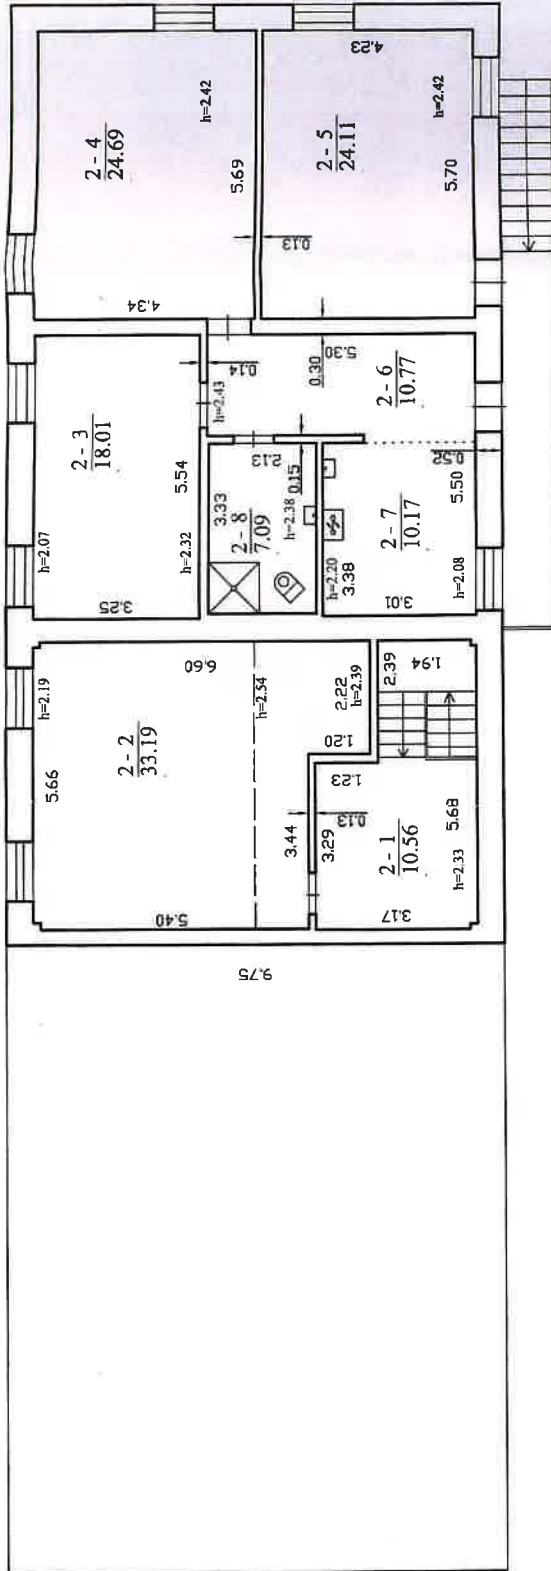 4.23
h=2.42
2 - 4
24.69
5.69
h=2.42
2 - 5
24.11
5.70
0.13
4.34
5.30
0.30
0.14
h=2.43
2 - 6
10.77
2 - 3
18.01
h=2.07
5.54
h=2.32
3.25
2.13
0.15
3.33
2 - 8
7.09
h=2.38
0.52
5.50
2 - 7
10.17
h=2.20
3.38
3.01
h=2.08
6.60
h=2.19
h=2.54
2 - 2
33.19
5.66
2.22
h=2.39
1.20
2.39
1.94
1.23
3.44
3.29
0.13
2 - 1
10.56
5.68
h=2.33
5.40
3.17
9.75